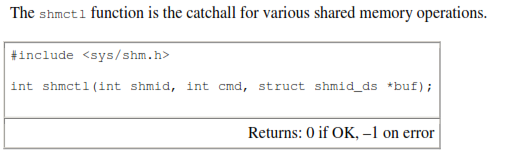 The shmctl function is the catchall for various shared memory operations.
#include <sys/shm.h>
int shmctl(int shmid, int cmd, struct shmid_ds *buf);
Returns: 0 if OK, –1 on error